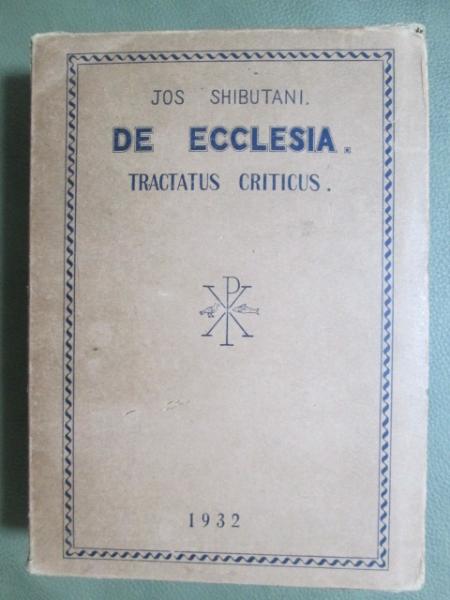 JOS SHIBUTANI.
DE ECCLESIA.
TRACTATUS CRITICUS.
1932